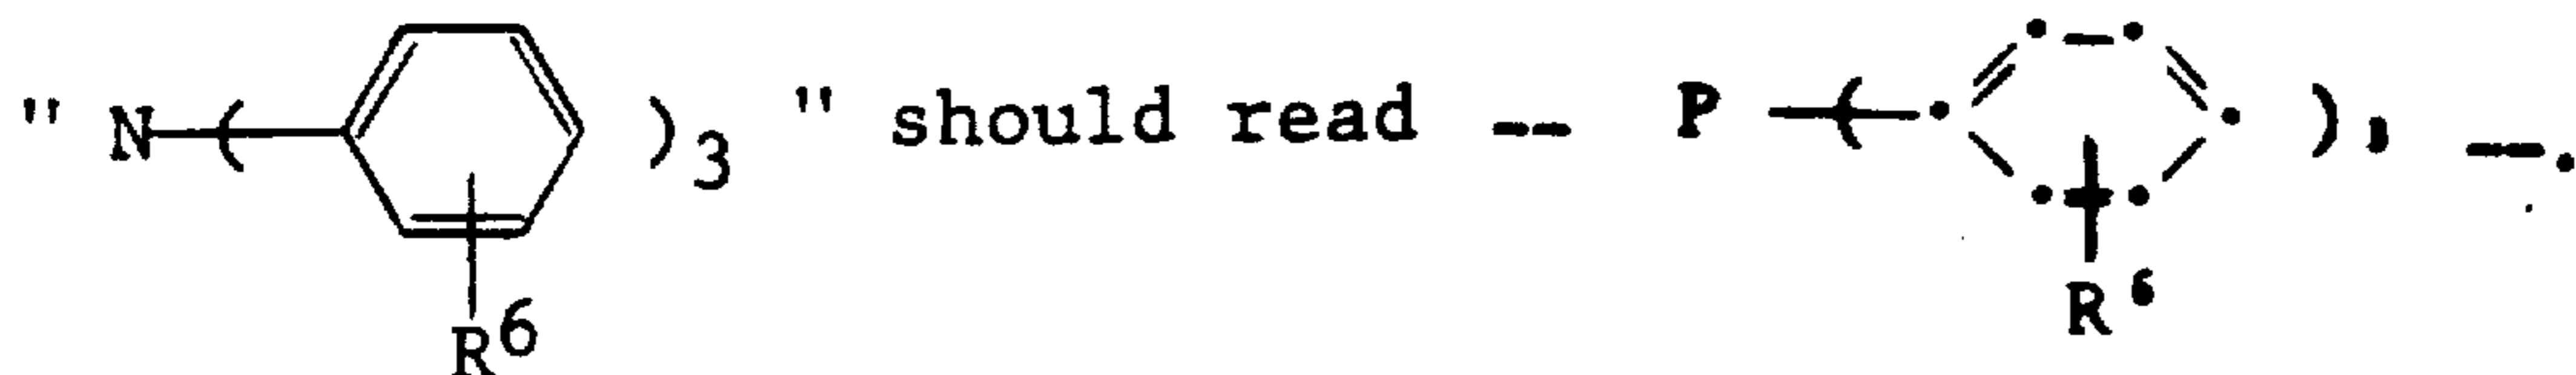 " N—( )3 " should read -- P —( ), --.
R6 R6